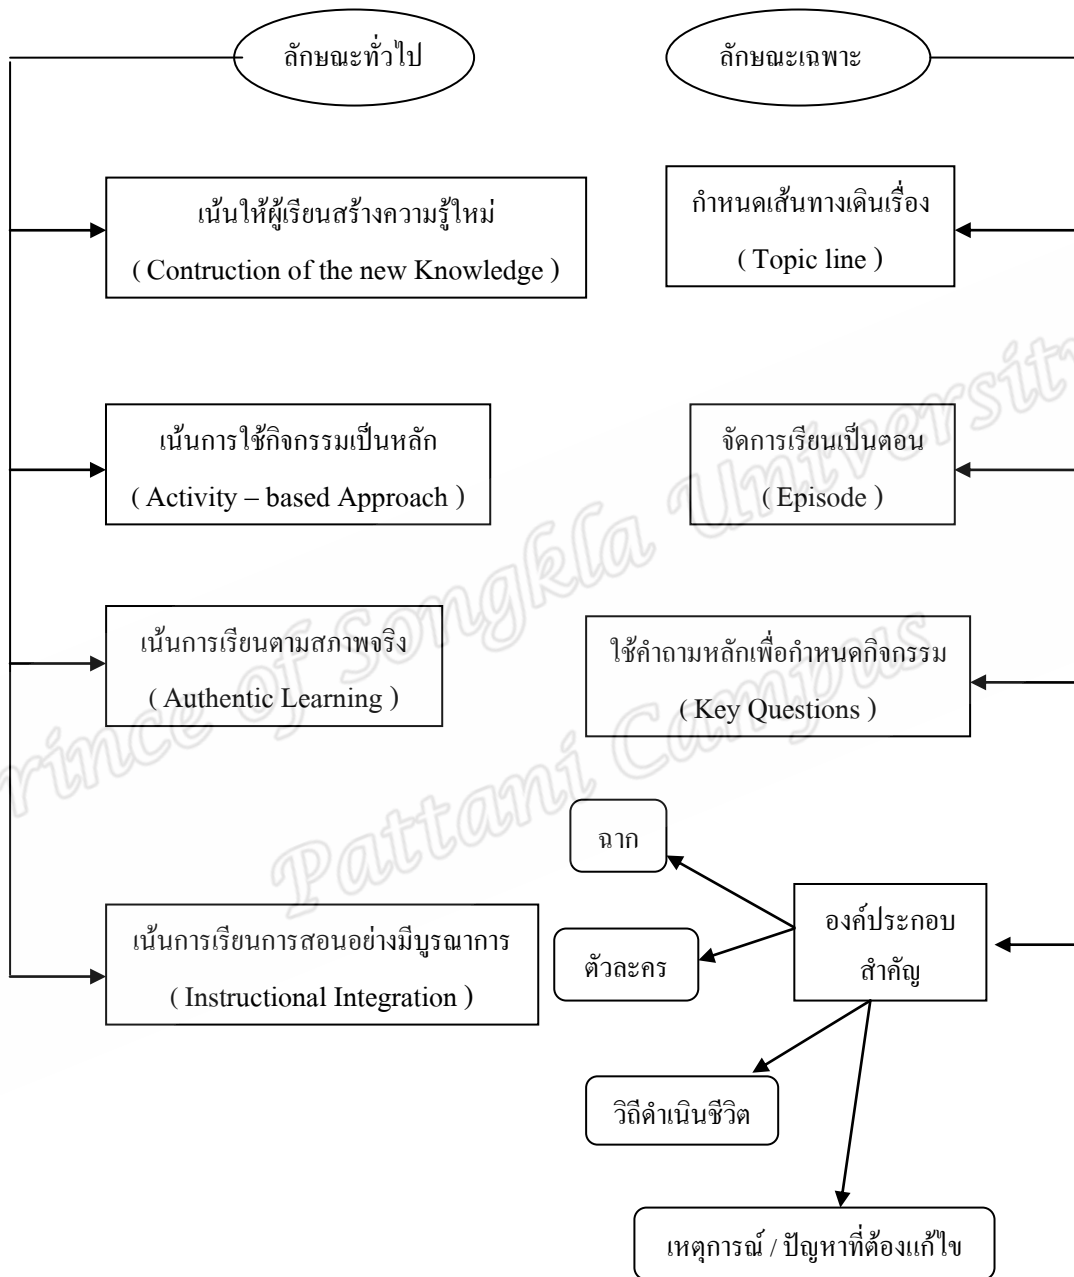 ลักษณะทั่วไป
ลักษณะเฉพาะ
เน้นให้ผู้เรียนสร้างความรู้ใหม่
( Contruction of the new Knowledge )
กำหนดเส้นทางเดินเรื่อง
( Topic line )
เน้นการใช้กิจกรรมเป็นหลัก
( Activity – based Approach )
จัดการเรียนเป็นตอน
( Episode )
เน้นการเรียนตามสภาพจริง
( Authentic Learning )
ใช้คำถามหลักเพื่อกำหนดกิจกรรม
( Key Questions )
ฉาก
องค์ประกอบ
สำคัญ
ตัวละคร
เน้นการเรียนการสอนอย่างมีบูรณาการ
( Instructional Integration )
วิถีดำเนินชีวิต
เหตุการณ์ / ปัญหาที่ต้องแก้ไข
Prince of Songkla University
Pattani Campus